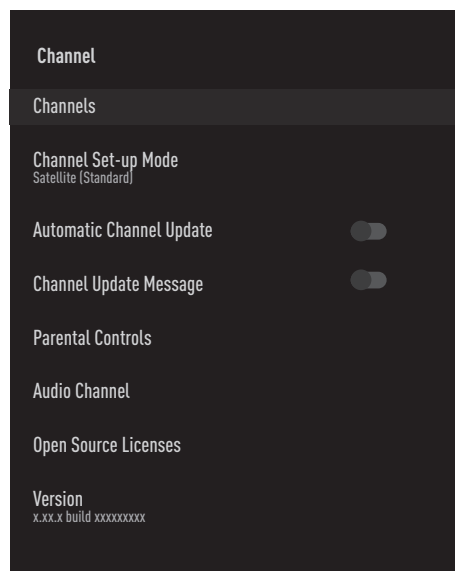 Channel
Channels
Channel Set-up Mode
Satellite (Standard)
Automatic Channel Update
Channel Update Message
Parental Controls
Audio Channel
Open Source Licenses
Version
x.xx.x build xxxxxxxxx